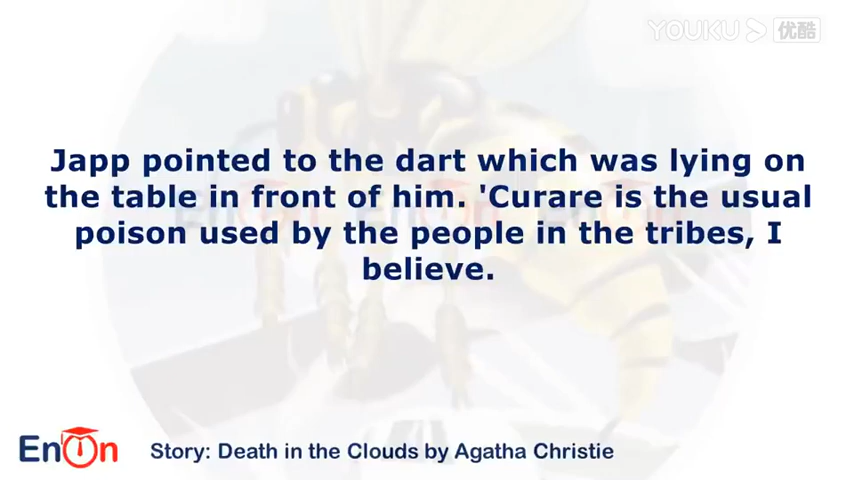 YOUKU 优酷
Japp pointed to the dart which was lying on
the table in front of him. 'Curare is the usual
poison used by the people in the tribes, I
believe.
EnOn
Story: Death in the Clouds by Agatha Christie